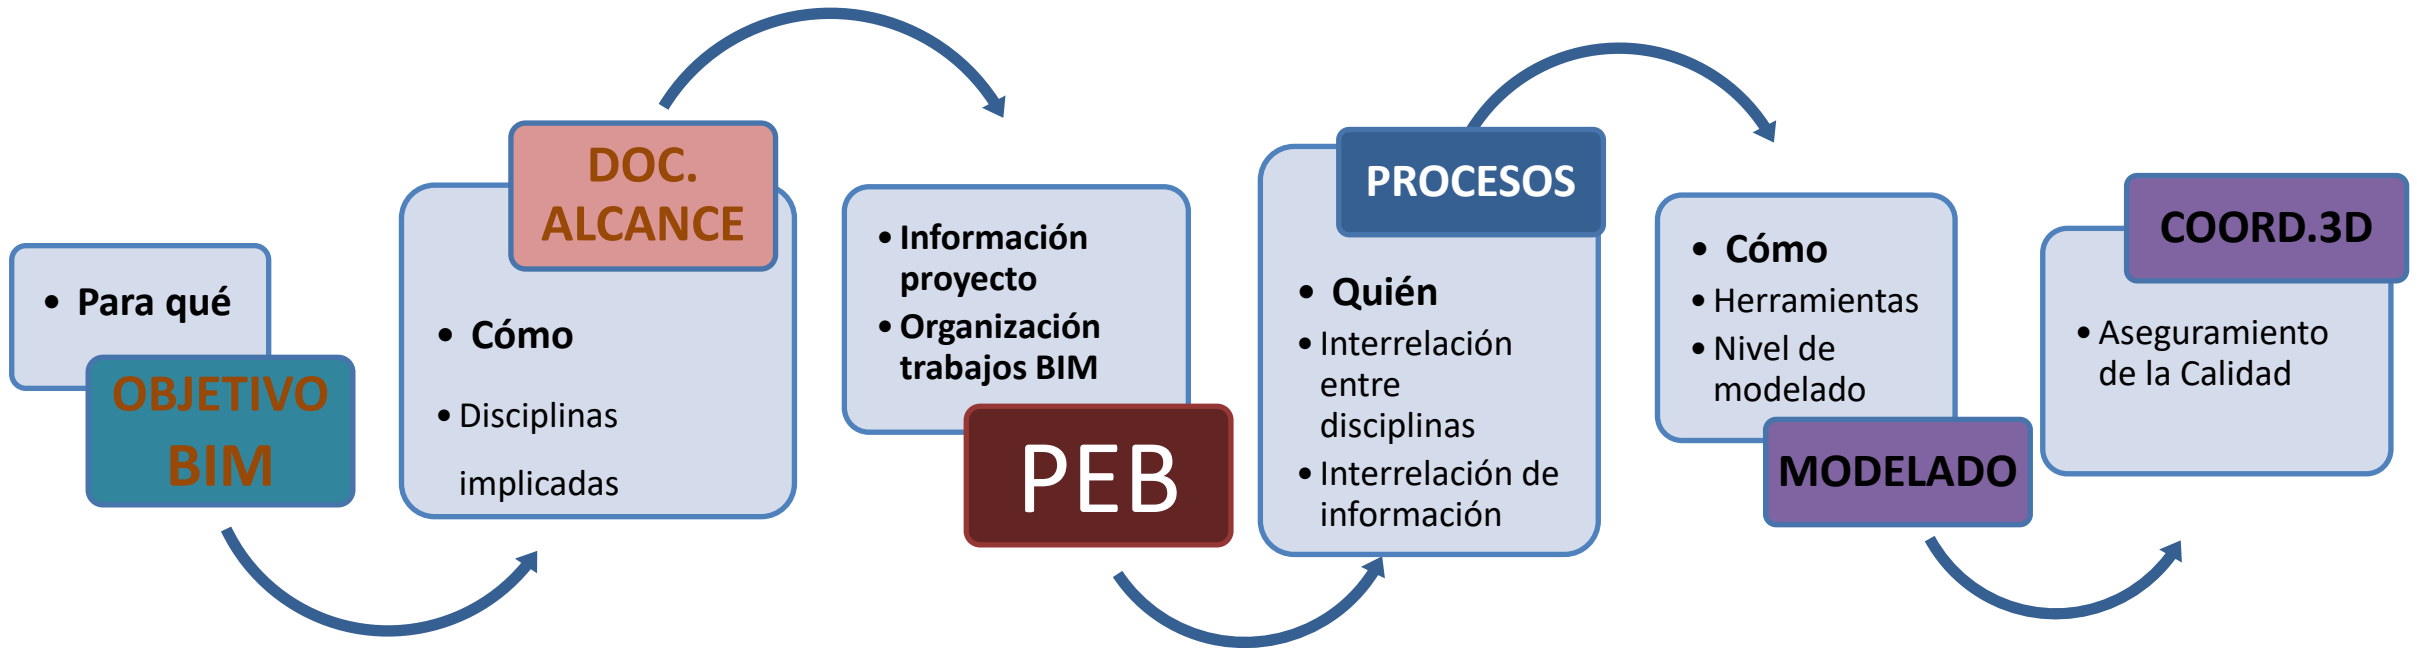 • Para qué
OBJETIVO
BIM
DOC.
ALCANCE
• Cómo
• Disciplinas
implicadas
• Información
proyecto
• Organización
trabajos BIM
PEB
PROCESOS
• Quién
• Interrelación
entre
disciplinas
• Interrelación de
información
• Cómo
• Herramientas
• Nivel de
modelado
MODELADO
COORD.3D
• Aseguramiento
de la Calidad